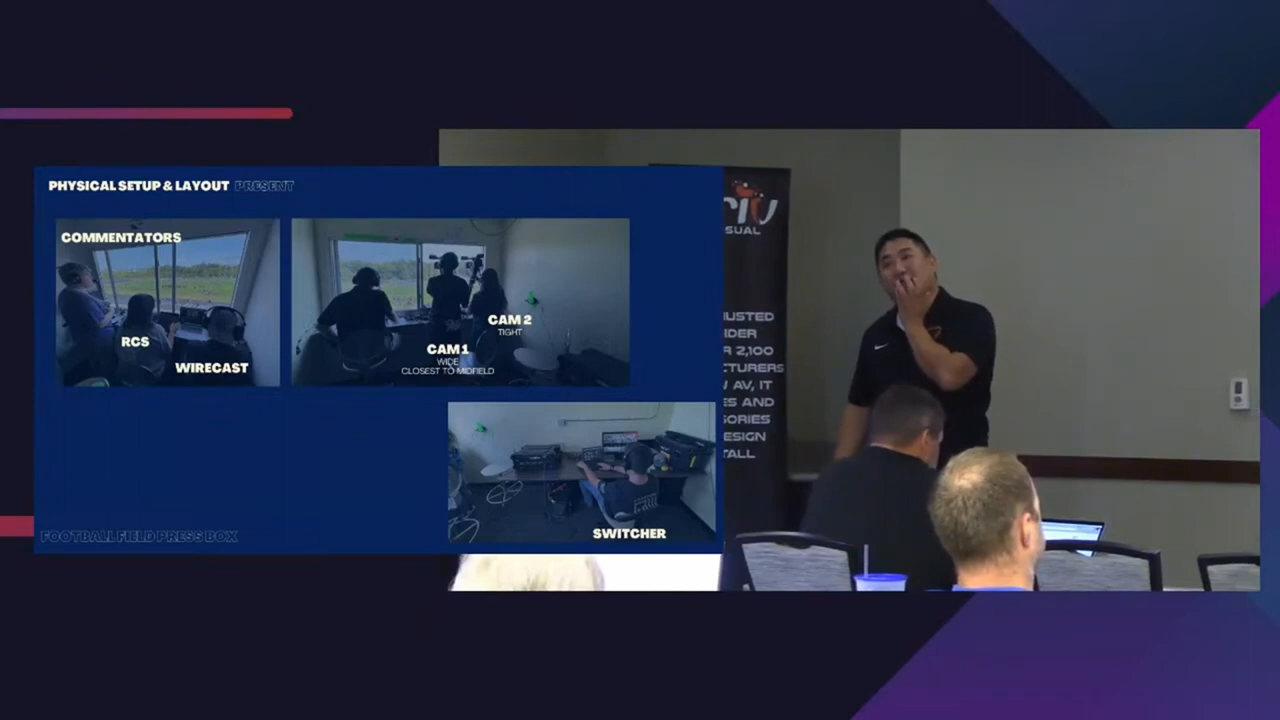 PHYSICAL SETUP & LAYOUT PRESENT
COMMENTATORS
RCS
WIRECAST
CAM 2
TIGHT
CAM 1
WIDE
CLOSEST TO MIDFIELD
SWITCHER
FOOTBALL FIELD PRESS BOX
SUAL
USTED
IDER
R 2,100
CTURERS
/ AV, IT
ES AND
SORIES
ESIGN
TALL